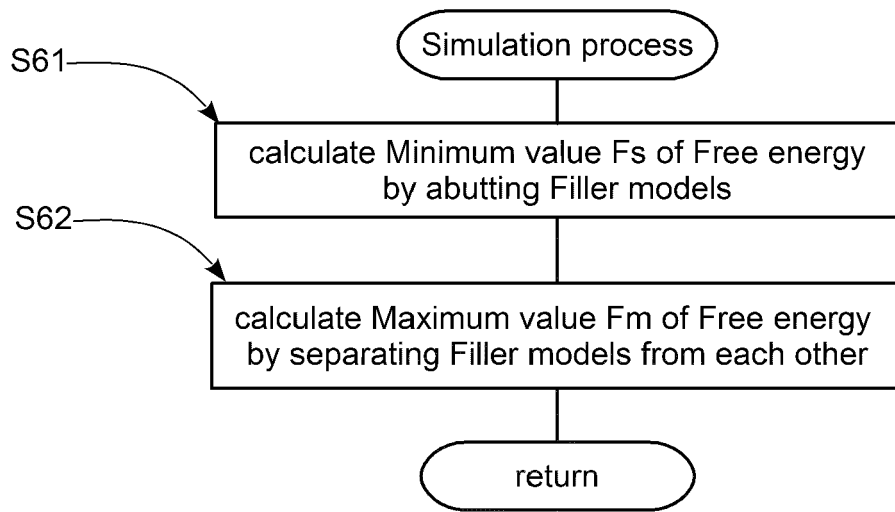 Simulation process
S61
calculate Minimum value Fs of Free energy
by abutting Filler models
S62
calculate Maximum value Fm of Free energy
by separating Filler models from each other
return